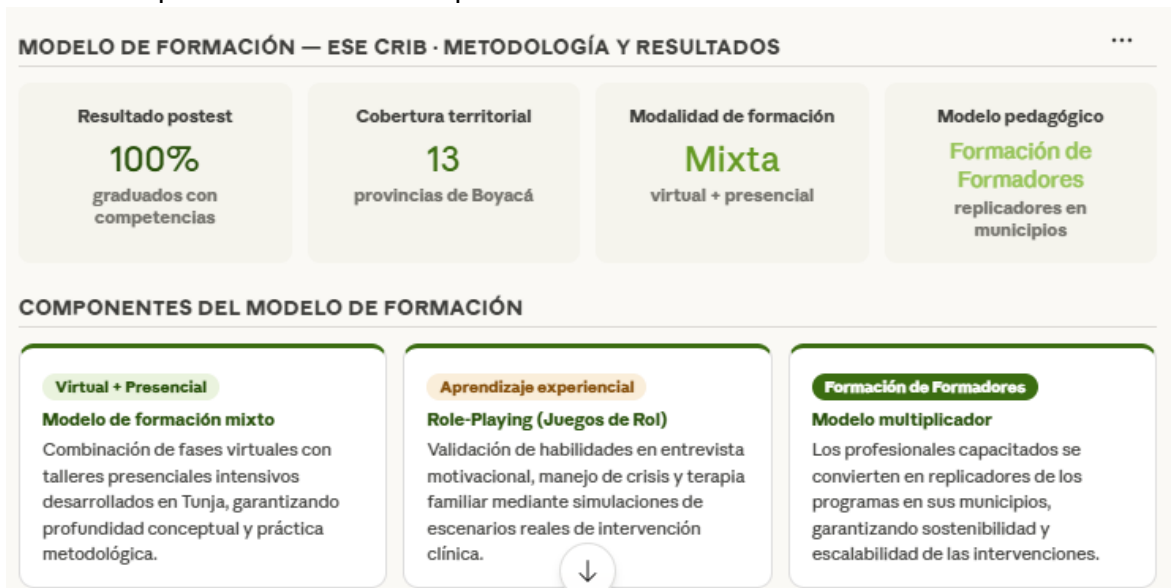 MODELO DE FORMACIÓN — ESE CRIB · METODOLOGÍA Y RESULTADOS
...
Resultado postest
100%
graduados con
competencias
Cobertura territorial
13
provincias de Boyacá
Modalidad de formación
Mixta
virtual + presencial
Modelo pedagógico
Formación de
Formadores
replicadores en
municipios
COMPONENTES DEL MODELO DE FORMACIÓN
Virtual + Presencial
Modelo de formación mixto
Combinación de fases virtuales con
talleres presenciales intensivos
desarrollados en Tunja, garantizando
profundidad conceptual y práctica
metodológica.
Aprendizaje experiencial
Role-Playing (Juegos de Rol)
Validación de habilidades en entrevista
motivacional, manejo de crisis y terapia
familiar mediante simulaciones de
escenarios reales de intervención
clínica.
Formación de Formadores
Modelo multiplicador
Los profesionales capacitados se
convierten en replicadores de los
programas en sus municipios,
garantizando sostenibilidad y
escalabilidad de las intervenciones.